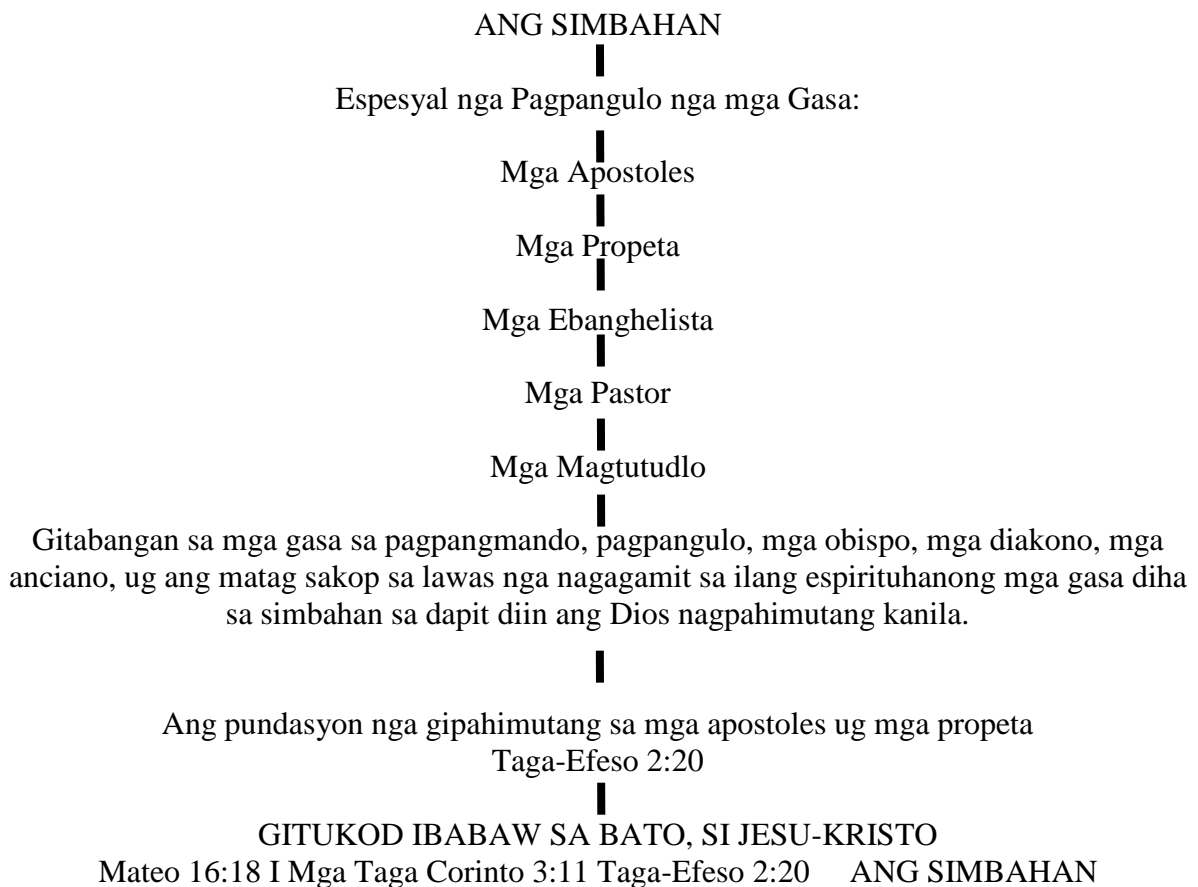 ANG SIMBAHAN
Espesyal nga Pagpangulo nga mga Gasa:
Mga Apostoles
Mga Propeta
Mga Ebanghelista
Mga Pastor
Mga Magtutudlo
Gitabangan sa mga gasa sa pagpangmando, pagpangulo, mga obispo, mga diakono, mga
anciano, ug ang matag sakop sa lawas nga nagagamit sa ilang espirituhanong mga gasa diha
sa simbahan sa dapit diin ang Dios nagpahimutang kanila.
Ang pundasyon nga gipahimutang sa mga apostoles ug mga propeta
Taga-Efeso 2:20
GITUKOD IBABAW SA BATO, SI JESU-KRISTO
Mateo 16:18 I Mga Taga Corinto 3:11 Taga-Efeso 2:20 ANG SIMBAHAN